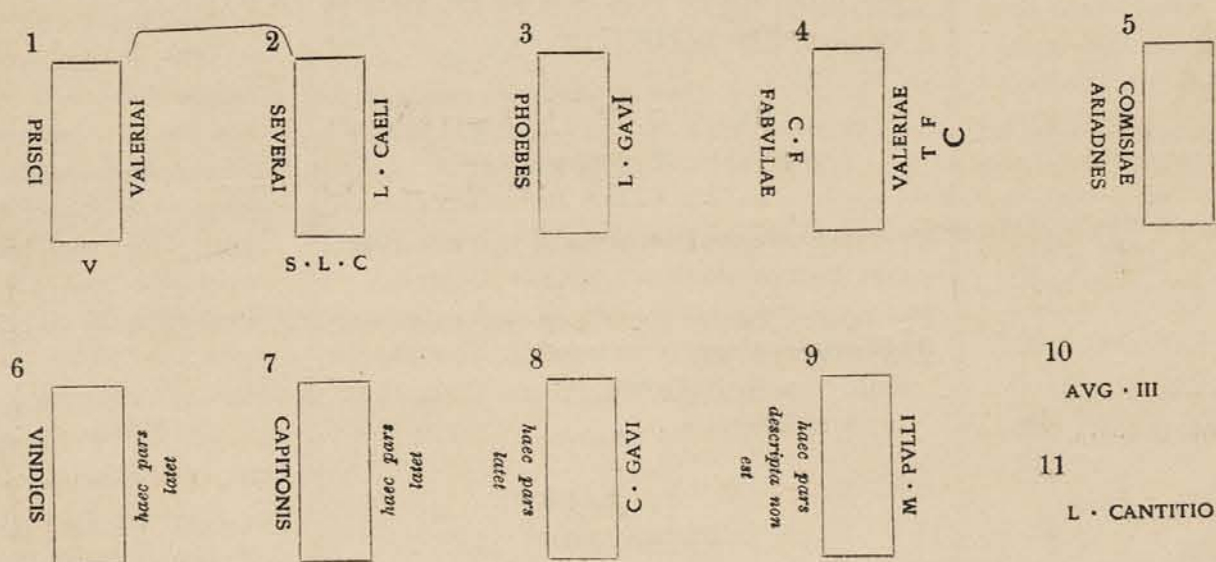 1
PRISCI
VALERIAI
V
2
SEVERAI
L · CAELI
S · L · C
3
PHOEBES
L · GAVI
4
FABVLLAE
C · F
VALERIAE
T F
C
5
COMISIAE
ARIADNES
6
VINDICIS
haec pars
latet
7
CAPITONIS
haec pars
latet
8
haec pars
latet
C · GAVI
9
haec pars
descripta non
est
M · PVLLI
10
AVG · III
11
L · CANTITIO